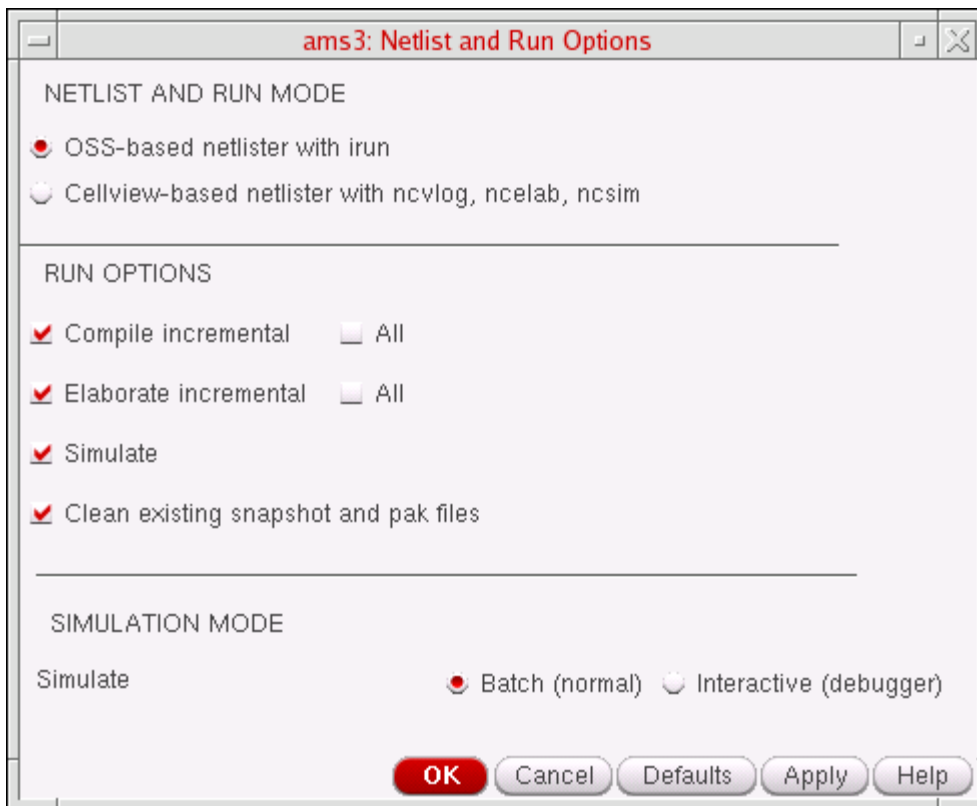 ams3: Netlist and Run Options
NETLIST AND RUN MODE
OSS-based netlister with irun
Cellview-based netlister with ncvlog, ncelab, ncsim
RUN OPTIONS
Compile incremental All
Elaborate incremental All
Simulate
Clean existing snapshot and pak files
SIMULATION MODE
Simulate Batch (normal) Interactive (debugger)
OK Cancel Defaults Apply Help